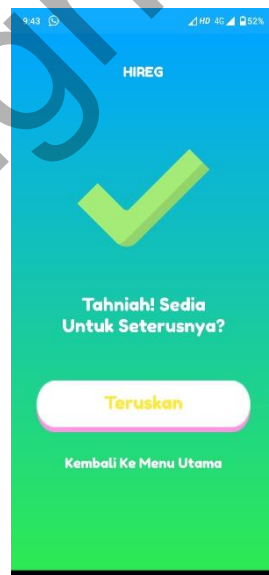 9:43
HD 4G 52%
HIREG
Tahniah! Sedia
Untuk Seterusnya?
Teruskan
Kembali Ke Menu Utama